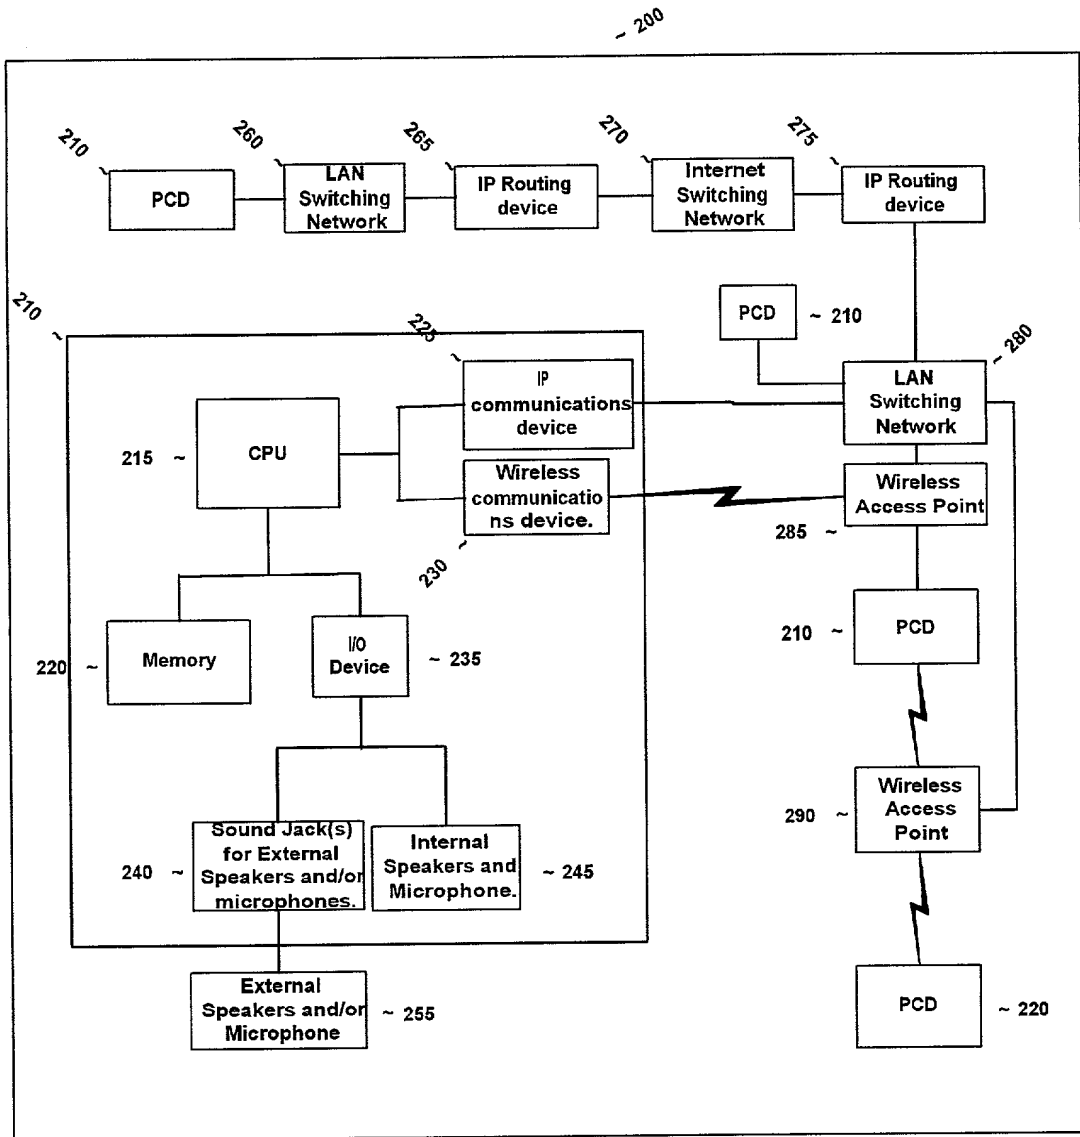 ~ 200
210 ~
260 ~
265 ~
270 ~
275 ~
PCD
LAN
Switching
Network
IP Routing
device
Internet
Switching
Network
IP Routing
device
210 ~
225 ~
PCD
~ 210
~ 280
IP
communications
device
LAN
Switching
Network
215 ~
CPU
Wireless
communicatio
ns device.
230 ~
Wireless
Access Point
285 ~
220 ~
Memory
I/O
Device
~ 235
210 ~
PCD
240 ~
Sound Jack(s)
for External
Speakers and/or
microphones.
Internal
Speakers and
Microphone.
~ 245
290 ~
Wireless
Access
Point
External
Speakers and/or
Microphone
~ 255
PCD
~ 220